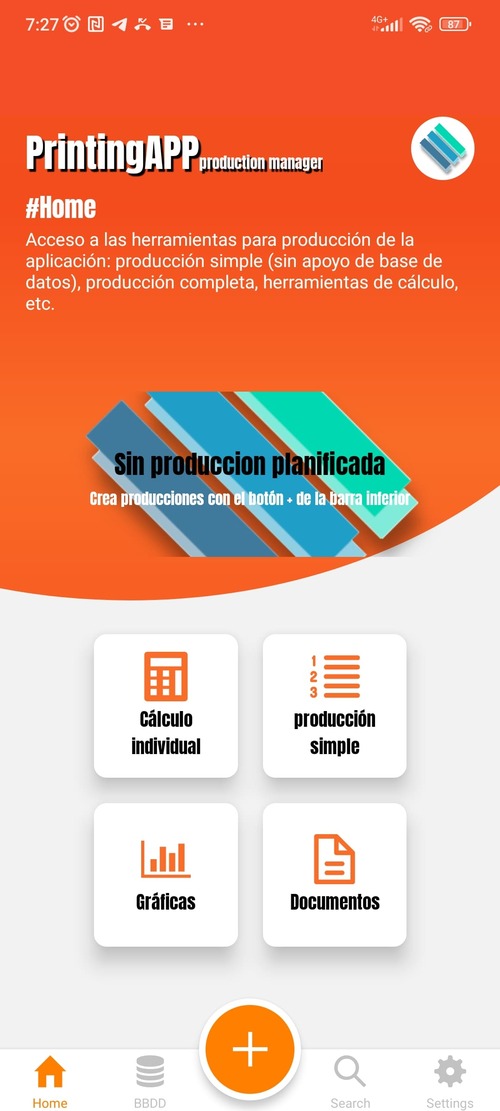 7:27
4G+
87
PrintingAPP production manager
#Home
Acceso a las herramientas para producción de la
aplicación: producción simple (sin apoyo de base de
datos), producción completa, herramientas de cálculo,
etc.
Sin produccion planificada
Crea producciones con el botón + de la barra inferior
Cálculo
individual
1
2
3
producción
simple
Gráficas
Documentos
Home
BBDD
Search
Settings